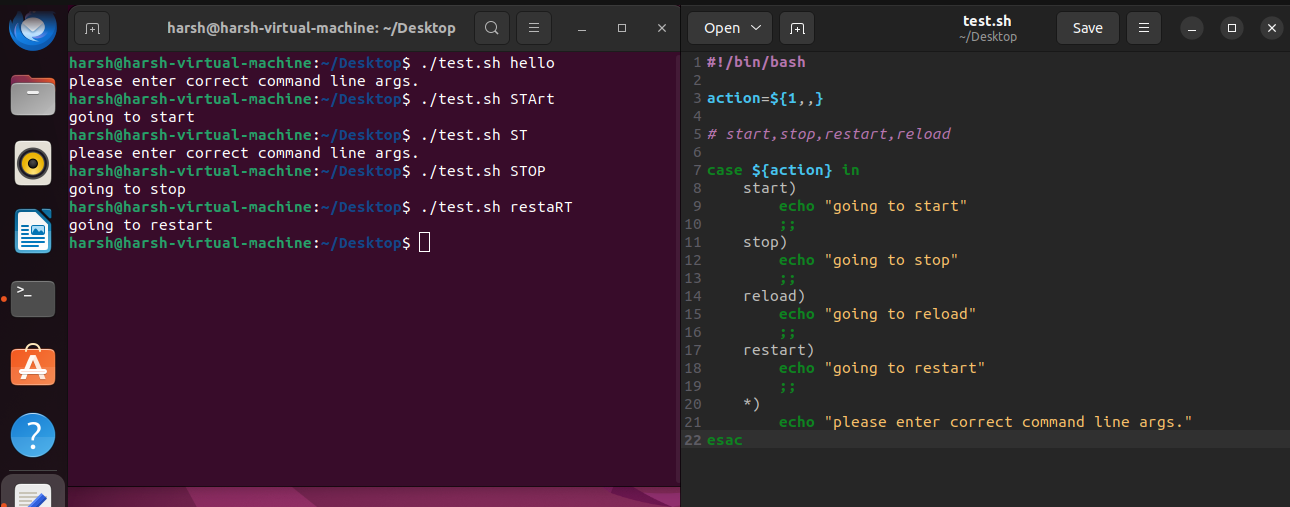 harsh@harsh-virtual-machine: ~/Desktop
harsh@harsh-virtual-machine:~/Desktop$ ./test.sh hello
please enter correct command line args.
harsh@harsh-virtual-machine:~/Desktop$ ./test.sh STArt
going to start
harsh@harsh-virtual-machine:~/Desktop$ ./test.sh ST
please enter correct command line args.
harsh@harsh-virtual-machine:~/Desktop$ ./test.sh STOP
going to stop
harsh@harsh-virtual-machine:~/Desktop$ ./test.sh restaRT
going to restart
harsh@harsh-virtual-machine:~/Desktop$
>_
A
?
Open
test.sh
~/Desktop
Save
1 #!/bin/bash
2
3 action=${1,,}
4
5 # start,stop,restart,reload
6
7 case ${action} in
8     start)
9         echo "going to start"
10         ;;
11     stop)
12         echo "going to stop"
13         ;;
14     reload)
15         echo "going to reload"
16         ;;
17     restart)
18         echo "going to restart"
19         ;;
20     *)
21         echo "please enter correct command line args."
22 esac